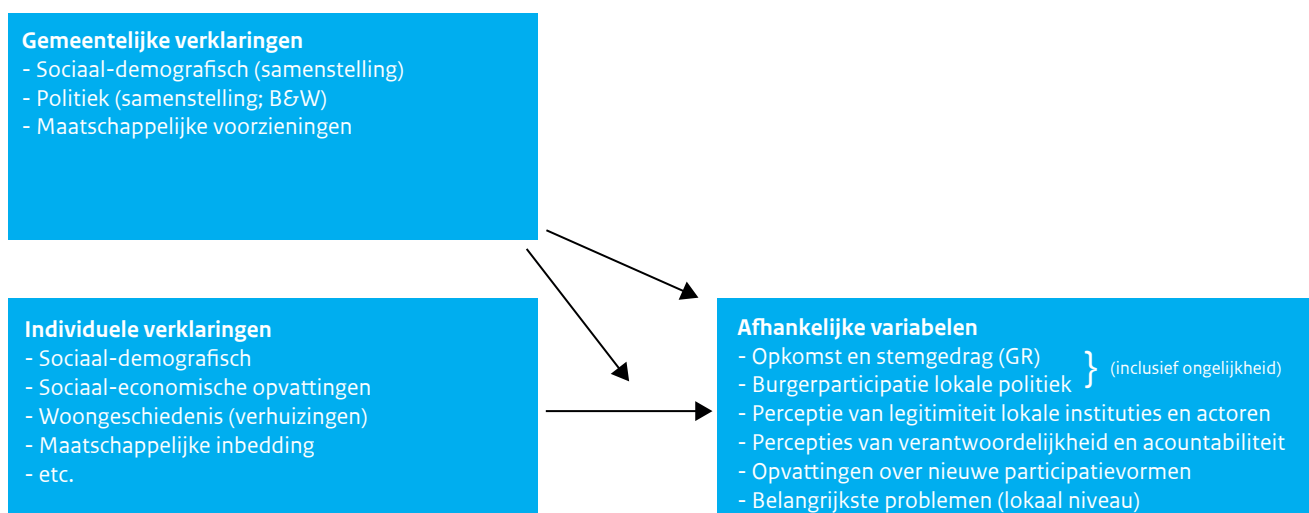 Gemeentelijke verklaringen
- Sociaal-demografisch (samenstelling)
- Politiek (samenstelling; B&W)
- Maatschappelijke voorzieningen
Individuele verklaringen
- Sociaal-demografisch
- Sociaal-economische opvattingen
- Woongeschiedenis (verhuizingen)
- Maatschappelijke inbedding
- etc.
Afhankelijke variabelen
- Opkomst en stemgedrag (GR)
- Burgerparticipatie lokale politiek
} (inclusief ongelijkheid)
- Perceptie van legitimiteit lokale instituties en actoren
- Percepties van verantwoordelijkheid en acountabiliteit
- Opvattingen over nieuwe participatievormen
- Belangrijkste problemen (lokaal niveau)